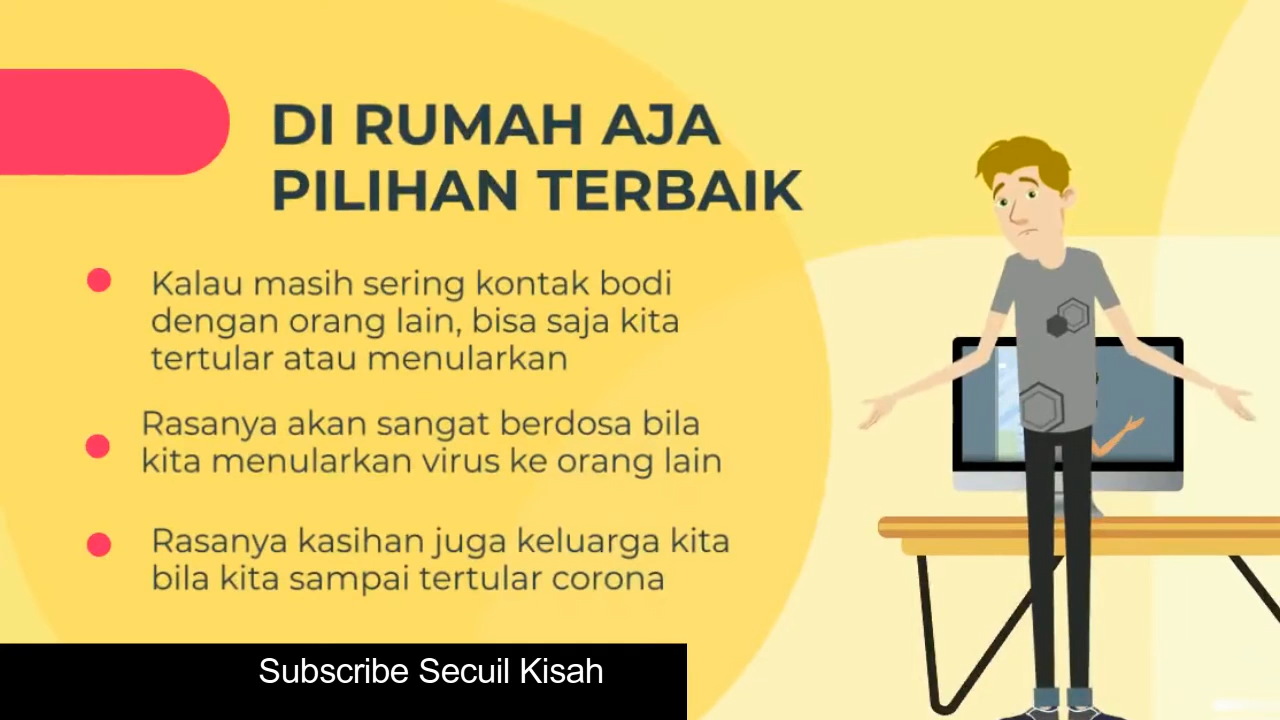 DI RUMAH AJA
PILIHAN TERBAIK
Kalau masih sering kontak bodi
dengan orang lain, bisa saja kita
tertular atau menularkan
Rasanya akan sangat berdosa bila
kita menularkan virus ke orang lain
Rasanya kasihan juga keluarga kita
bila kita sampai tertular corona
Subscribe Secuil Kisah